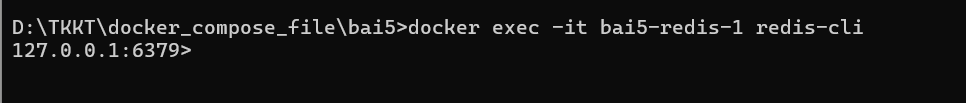 D:\TKKT\docker_compose_file\bai5>docker exec -it bai5-redis-1 redis-cli
127.0.0.1:6379>